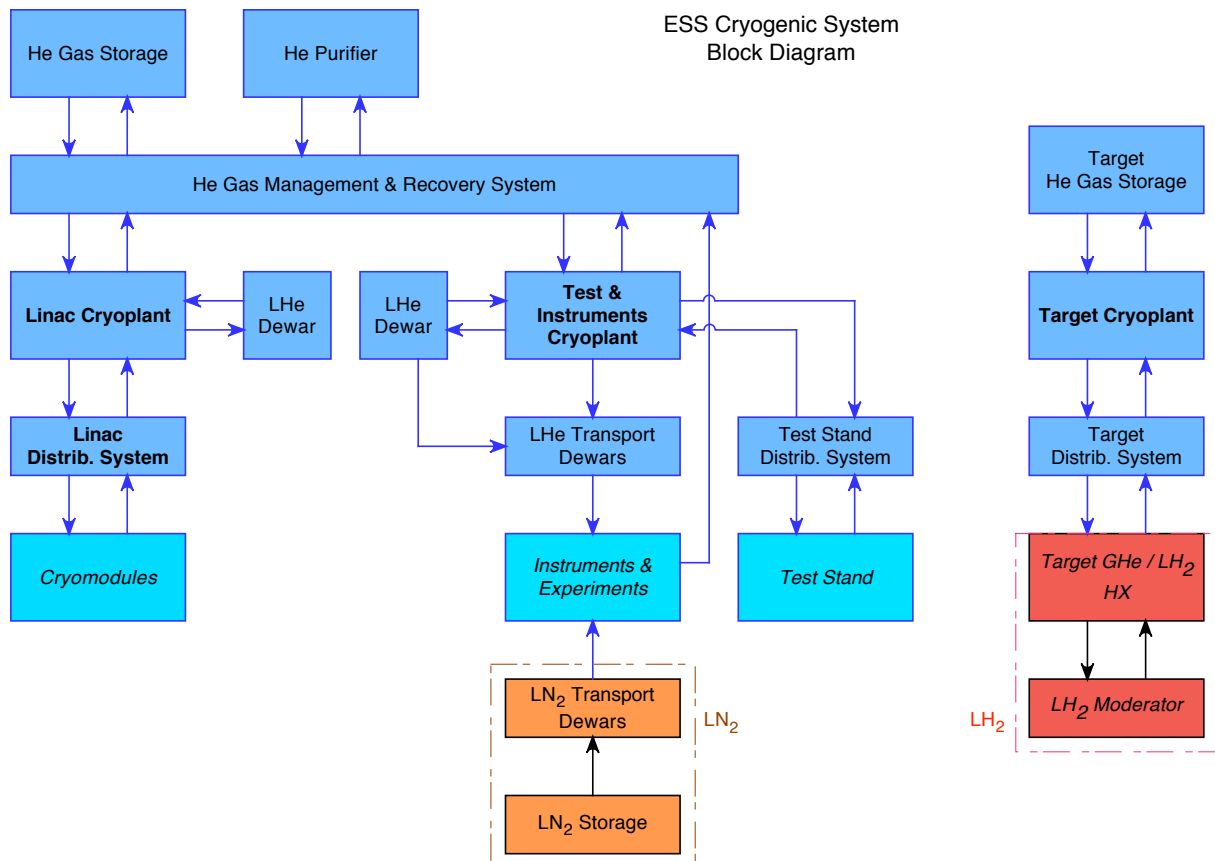 ESS Cryogenic System
Block Diagram
He Gas Storage
He Purifier
He Gas Management & Recovery System
Target
He Gas Storage
Linac Cryoplant
LHe
Dewar
LHe
Dewar
Test &
Instruments
Cryoplant
Target Cryoplant
Linac
Distrib. System
LHe Transport
Dewars
Test Stand
Distrib. System
Target
Distrib. System
Cryomodules
Instruments &
Experiments
Test Stand
Target GHe / LH2
HX
LN2 Transport
Dewars
LN2
LH2
LH2 Moderator
LN2 Storage